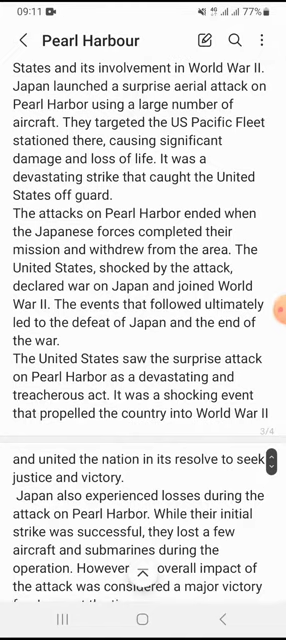 09:11 77%
Pearl Harbour
States and its involvement in World War II.
Japan launched a surprise aerial attack on
Pearl Harbor using a large number of
aircraft. They targeted the US Pacific Fleet
stationed there, causing significant
damage and loss of life. It was a
devastating strike that caught the United
States off guard.
The attacks on Pearl Harbor ended when
the Japanese forces completed their
mission and withdrew from the area. The
United States, shocked by the attack,
declared war on Japan and joined World
War II. The events that followed ultimately
led to the defeat of Japan and the end of
the war.
The United States saw the surprise attack
on Pearl Harbor as a devastating and
treacherous act. It was a shocking event
that propelled the country into World War II
3/4
and united the nation in its resolve to seek
justice and victory.
Japan also experienced losses during the
attack on Pearl Harbor. While their initial
strike was successful, they lost a few
aircraft and submarines during the
operation. However overall impact of
the attack was considered a major victory